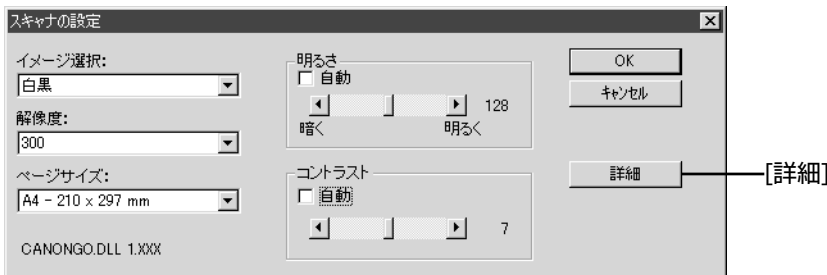 スキャナの設定
イメージ選択:
白黒
解像度:
300
ページサイズ:
A4 - 210 x 297 mm
CANONGO.DLL 1.XXX
明るさ
自動
128
暗く 明るく
コントラスト
自動
7
OK
キャンセル
詳細
[詳細]